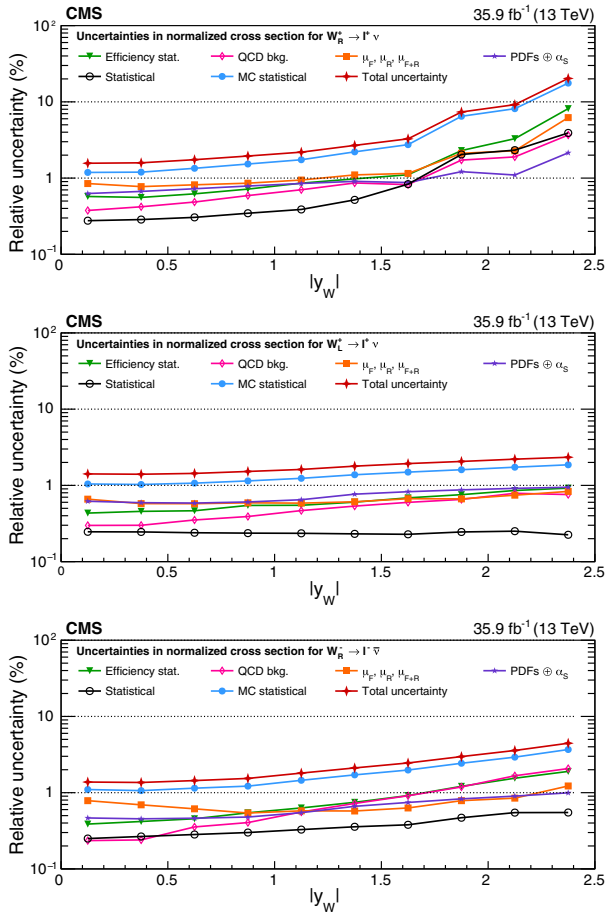 CMS 35.9 fb⁻¹ (13 TeV)
Relative uncertainty (%)
10²
10
1
10⁻¹
Uncertainties in normalized cross section for W_R⁺ → l⁺ ν
Efficiency stat. QCD bkg. μ_F, μ_R, μ_F+R PDFs ⊕ α_S
Statistical MC statistical Total uncertainty
0 0.5 1 1.5 2 2.5
|y_W|
CMS 35.9 fb⁻¹ (13 TeV)
Relative uncertainty (%)
10²
10
1
10⁻¹
Uncertainties in normalized cross section for W_L⁺ → l⁺ ν
Efficiency stat. QCD bkg. μ_F, μ_R, μ_F+R PDFs ⊕ α_S
Statistical MC statistical Total uncertainty
0 0.5 1 1.5 2 2.5
|y_W|
CMS 35.9 fb⁻¹ (13 TeV)
Relative uncertainty (%)
10²
10
1
10⁻¹
Uncertainties in normalized cross section for W_R⁻ → l⁻ ν̅
Efficiency stat. QCD bkg. μ_F, μ_R, μ_F+R PDFs ⊕ α_S
Statistical MC statistical Total uncertainty
0 0.5 1 1.5 2 2.5
|y_W|